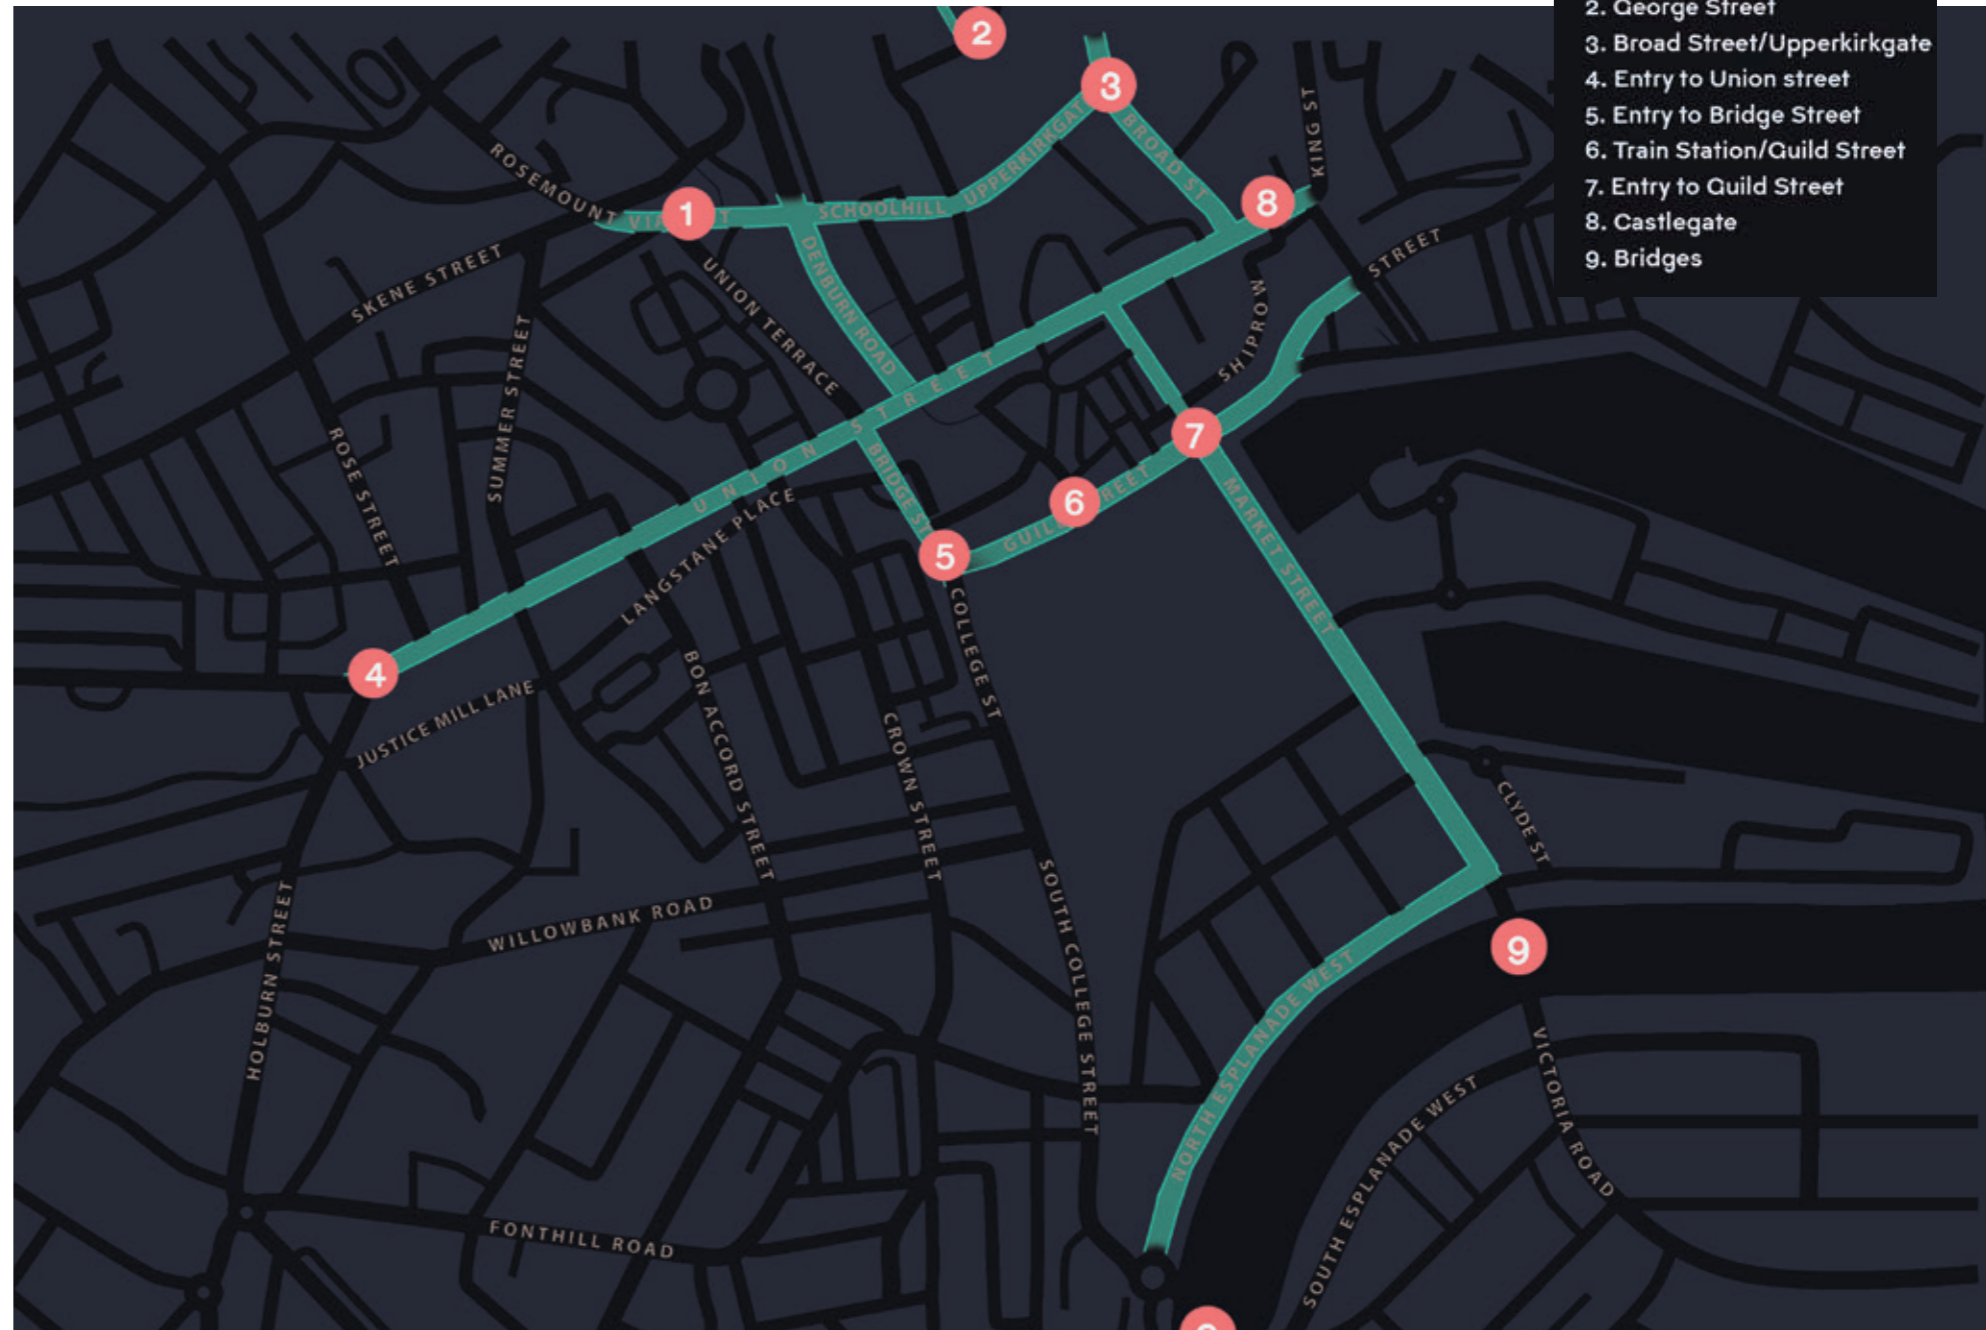 2
2. George Street
3. Broad Street/Upperkirkgate
4. Entry to Union street
5. Entry to Bridge Street
6. Train Station/Guild Street
7. Entry to Guild Street
8. Castlegate
9. Bridges
3
KING ST
BROAD ST
UPPERKIRKGAT
ROSEMOUNT VIA
1
T
SCHOOLHILL
8
STREET
SKENE STREET
UNION TERRACE
DENBURN ROAD
SHIPROW
SUMMER STREET
ROSE STREET
UNION STREET
BRIDGE ST
7
6
REET
GUIL
5
LANGSTANE PLACE
MARKET STREET
4
COLLEGE ST
JUSTICE MILL LANE
BON ACCORD STREET
CROWN STREET
CLYDE ST
HOLBURN STREET
WILLOWBANK ROAD
SOUTH COLLEGE STREET
9
NORTH ESPLANADE WEST
VICTORIA ROAD
SOUTH ESPLANADE WEST
FONTHILL ROAD